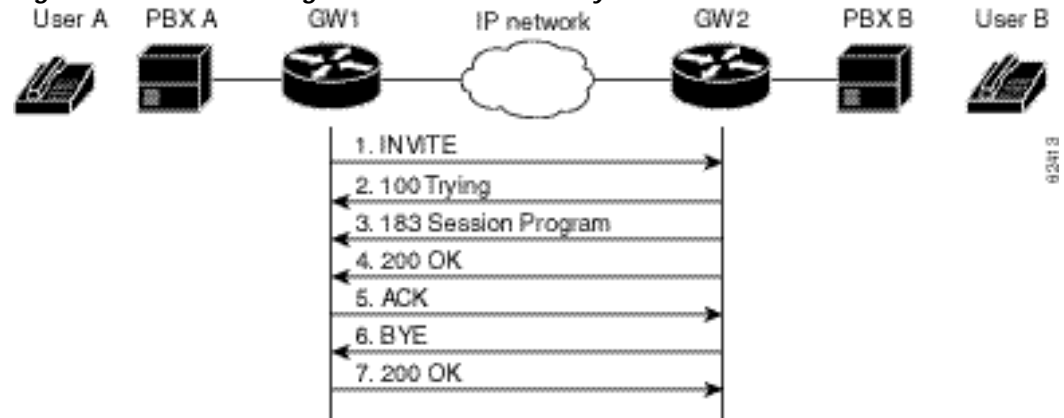 User A PBX A GW1 IP network GW2 PBX B User B
1. INVITE
2. 100 Trying
3. 183 Session Program
4. 200 OK
5. ACK
6. BYE
7. 200 OK